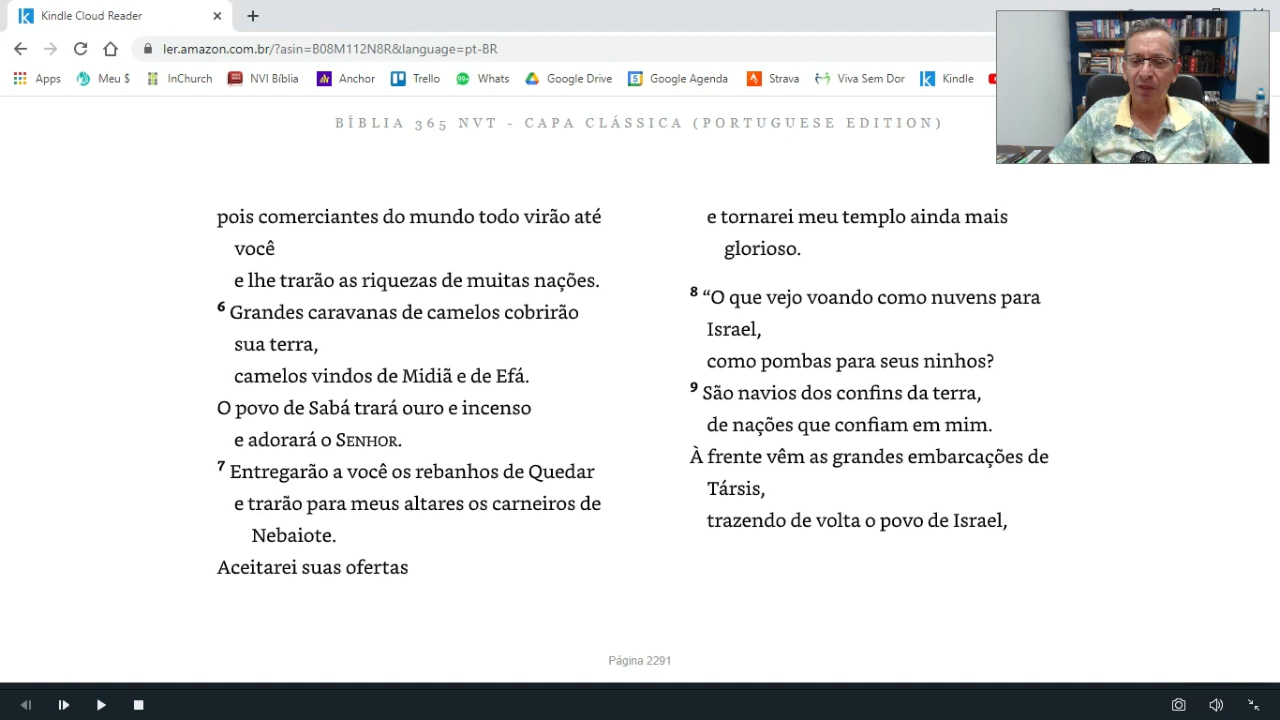 Kindle Cloud Reader
ler.amazon.com.br/?asin=B08M112N8R&language=pt-BR
Apps Meu $ InChurch NVI Bíblia Anchor Trello Whats Google Drive Google Agenda Strava Viva Sem Dor Kindle
BÍBLIA 365 NVT - CAPA CLÁSSICA (PORTUGUESE EDITION)
pois comerciantes do mundo todo virão até
você
e lhe trarão as riquezas de muitas nações.
6 Grandes caravanas de camelos cobrirão
sua terra,
camelos vindos de Midiã e de Efá.
O povo de Sabá trará ouro e incenso
e adorará o SENHOR.
7 Entregarão a você os rebanhos de Quedar
e trarão para meus altares os carneiros de
Nebaiote.
Aceitarei suas ofertas
e tornarei meu templo ainda mais
glorioso.
8 “O que vejo voando como nuvens para
Israel,
como pombas para seus ninhos?
9 São navios dos confins da terra,
de nações que confiam em mim.
À frente vêm as grandes embarcações de
Társis,
trazendo de volta o povo de Israel,
Página 2291